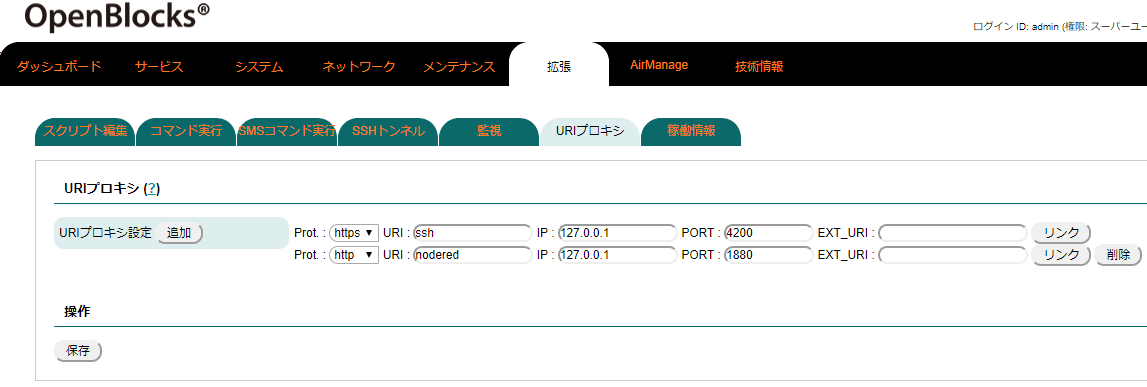 OpenBlocks®
ログイン ID: admin (権限: スーパーユー
ダッシュボード サービス システム ネットワーク メンテナンス 拡張 AirManage 技術情報
スクリプト編集 コマンド実行 SMSコマンド実行 SSHトンネル 監視 URIプロキシ 稼働情報
URIプロキシ (?)
URIプロキシ設定 追加 Prot. : https ▼ URI : ssh IP : 127.0.0.1 PORT : 4200 EXT_URI : リンク
Prot. : http ▼ URI : nodered IP : 127.0.0.1 PORT : 1880 EXT_URI : リンク 削除
操作
保存